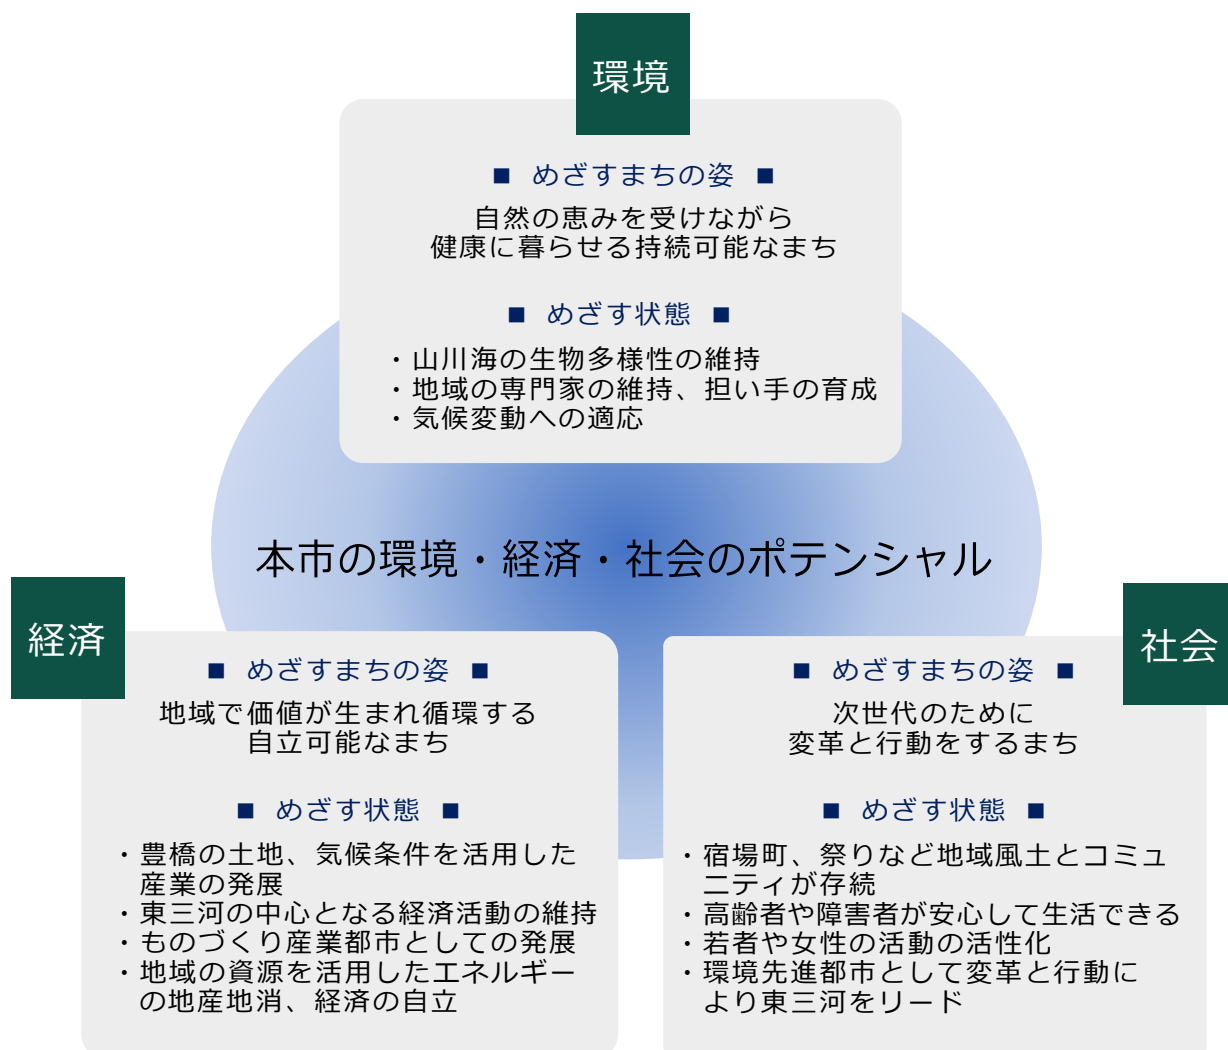 環境
■ めざすまちの姿 ■
自然の恵みを受けながら
健康に暮らせる持続可能なまち
■ めざす状態 ■
・山川海の生物多様性の維持
・地域の専門家の維持、担い手の育成
・気候変動への適応
本市の環境・経済・社会のポテンシャル
経済
■ めざすまちの姿 ■
地域で価値が生まれ循環する
自立可能なまち
■ めざす状態 ■
・豊橋の土地、気候条件を活用した
産業の発展
・東三河の中心となる経済活動の維持
・ものづくり産業都市としての発展
・地域の資源を活用したエネルギー
の地産地消、経済の自立
社会
■ めざすまちの姿 ■
次世代のために
変革と行動をするまち
■ めざす状態 ■
・宿場町、祭りなど地域風土とコミュ
ニティが存続
・高齢者や障害者が安心して生活できる
・若者や女性の活動の活性化
・環境先進都市として変革と行動に
より東三河をリード